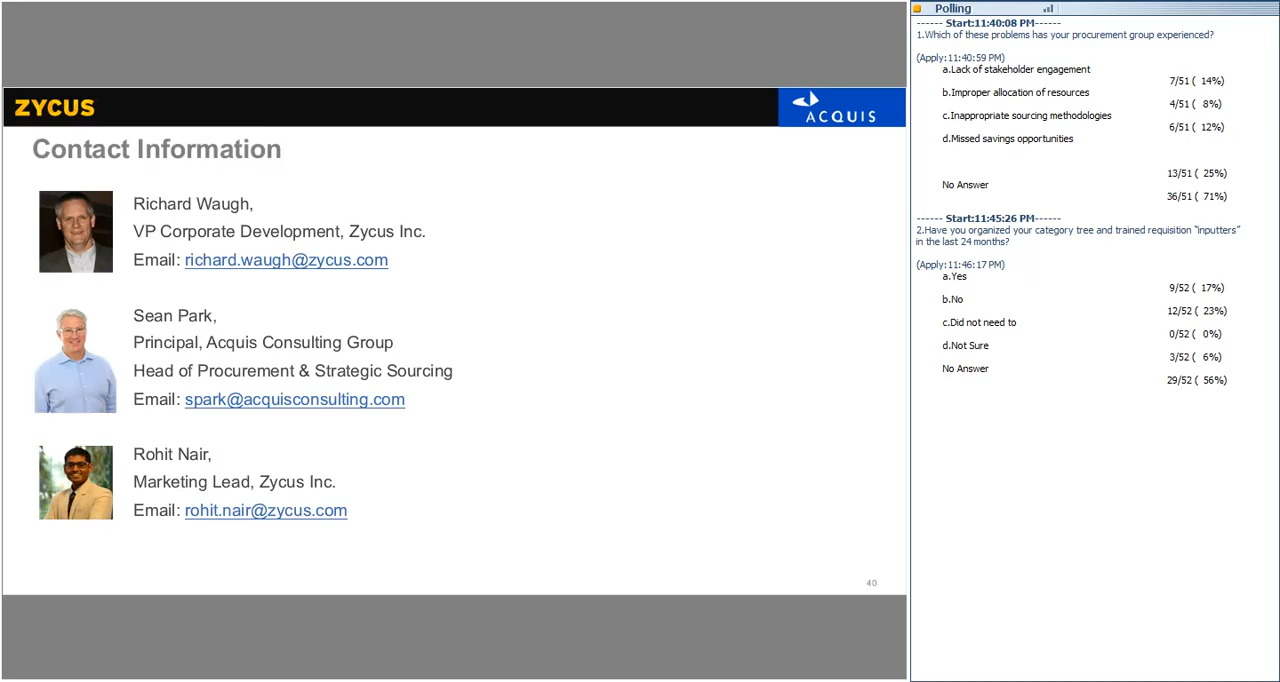 ZYCUS
ACQUIS
Contact Information
Richard Waugh,
VP Corporate Development, Zycus Inc.
Email: richard.waugh@zycus.com
Sean Park,
Principal, Acquis Consulting Group
Head of Procurement & Strategic Sourcing
Email: spark@acquisconsulting.com
Rohit Nair,
Marketing Lead, Zycus Inc.
Email: rohit.nair@zycus.com
40
Polling
------ Start:11:40:08 PM------
1.Which of these problems has your procurement group experienced?
(Apply:11:40:59 PM)
a.Lack of stakeholder engagement
7/51 ( 14%)
b.Improper allocation of resources
4/51 ( 8%)
c.Inappropriate sourcing methodologies
6/51 ( 12%)
d.Missed savings opportunities
13/51 ( 25%)
No Answer
36/51 ( 71%)
------ Start:11:45:26 PM------
2.Have you organized your category tree and trained requisition “inputters”
in the last 24 months?
(Apply:11:46:17 PM)
a.Yes
9/52 ( 17%)
b.No
12/52 ( 23%)
c.Did not need to
0/52 ( 0%)
d.Not Sure
3/52 ( 6%)
No Answer
29/52 ( 56%)